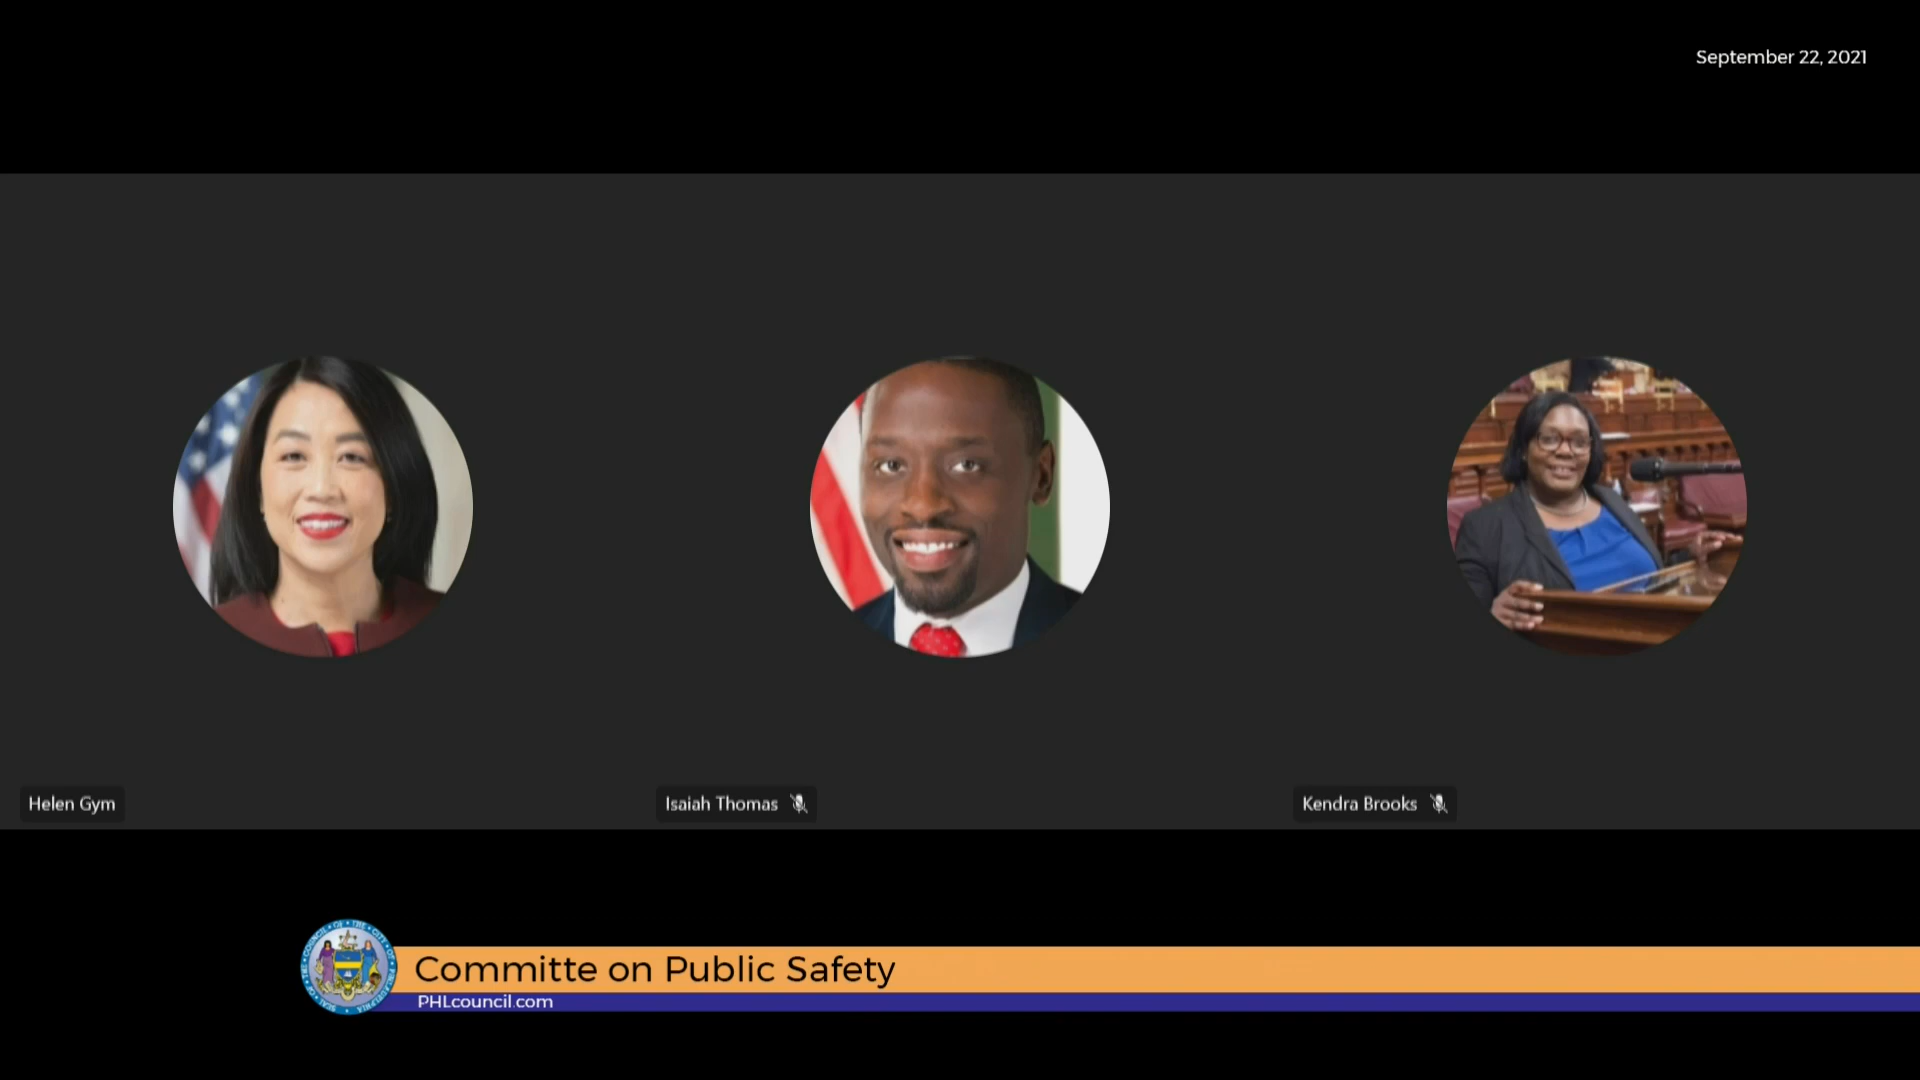 September 22, 2021
Helen Gym
Isaiah Thomas
Kendra Brooks
Committe on Public Safety
PHLcouncil.com